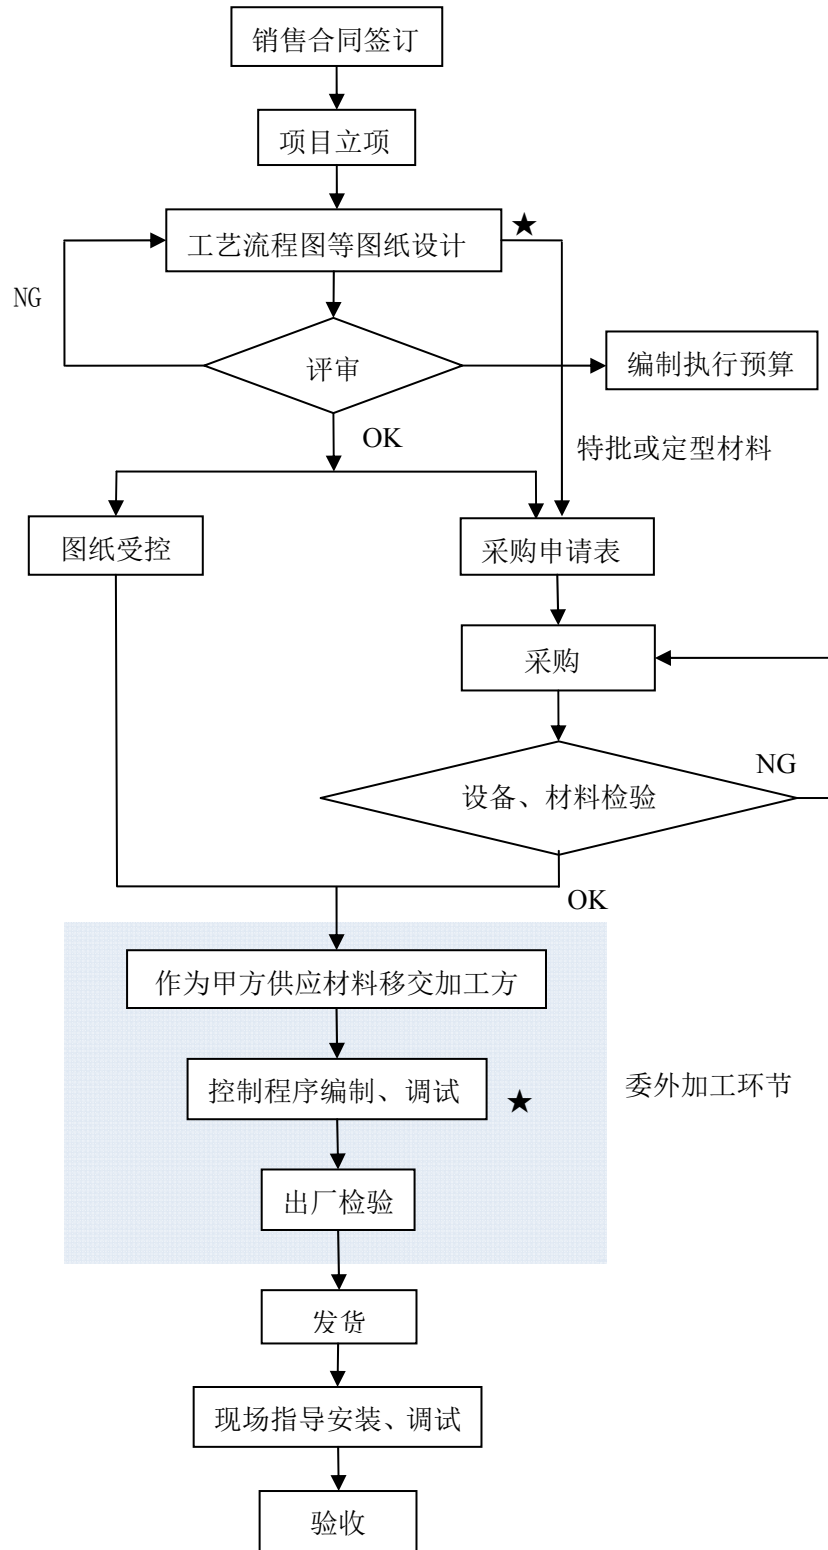 销售合同签订
项目立项
工艺流程图等图纸设计
★
NG
评审
编制执行预算
OK
特批或定型材料
图纸受控
采购申请表
采购
NG
设备、材料检验
OK
作为甲方供应材料移交加工方
控制程序编制、调试
★
委外加工环节
出厂检验
发货
现场指导安装、调试
验收